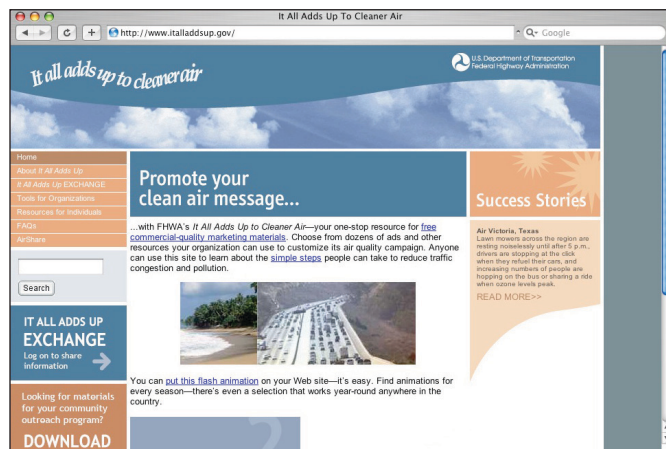 It All Adds Up To Cleaner Air
http://www.italladdsup.gov/
Google
It all adds up to cleaner air
U.S. Department of Transportation
Federal Highway Administration
Home
About It All Adds Up
It All Adds Up EXCHANGE
Tools for Organizations
Resources for Individuals
FAQs
AirShare
Search
IT ALL ADDS UP
EXCHANGE
Log on to share
information
Looking for materials
for your community
outreach program?
DOWNLOAD
Promote your
clean air message...
...with FHWA's It All Adds Up to Cleaner Air—your one-stop resource for free
commercial-quality marketing materials. Choose from dozens of ads and other
resources your organization can use to customize its air quality campaign. Anyone
can use this site to learn about the simple steps people can take to reduce traffic
congestion and pollution.
You can put this flash animation on your Web site—it's easy. Find animations for
every season—there's even a selection that works year-round anywhere in the
country.
2
Success Stories
Air Victoria, Texas
Lawn mowers across the region are
resting noiselessly until after 5 p.m.,
drivers are stopping at the click
when they refuel their cars, and
increasing numbers of people are
hopping on the bus or sharing a ride
when ozone levels peak.
READ MORE>>